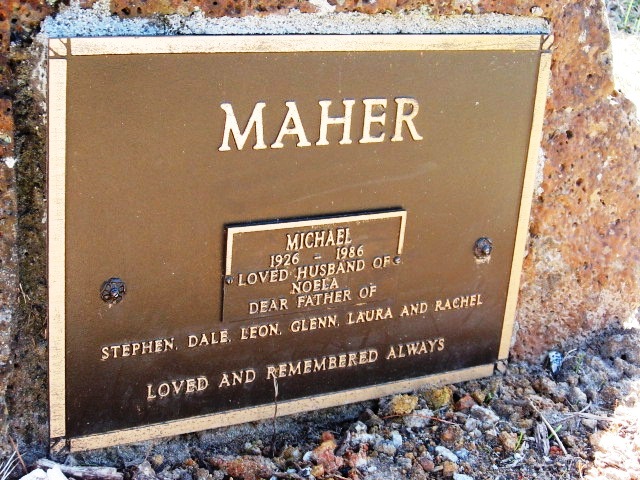 MAHER
MICHAEL
1926 - 1986
LOVED HUSBAND OF
NOELA
DEAR FATHER OF
STEPHEN, DALE, LEON, GLENN, LAURA AND RACHEL
LOVED AND REMEMBERED ALWAYS